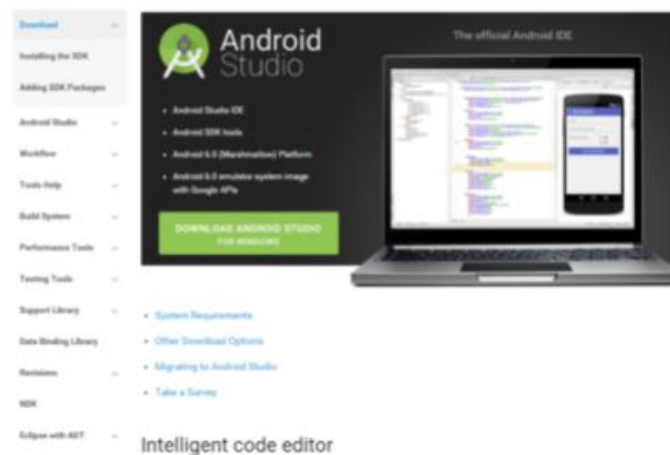 Download
Installing the SDK
Adding SDK Packages
Android Studio
Workflow
Tools Help
Build System
Performance Tools
Testing Tools
Support Library
Data Binding Library
Revisions
NDK
Eclipse with ADT
Android
Studio
The official Android IDE
Android Studio IDE
Android SDK tools
Android 6.0 (Marshmallow) Platform
Android 6.0 emulator system image
with Google APIs
DOWNLOAD ANDROID STUDIO
FOR WINDOWS
System Requirements
Other Download Options
Migrating to Android Studio
Take a Survey
Intelligent code editor